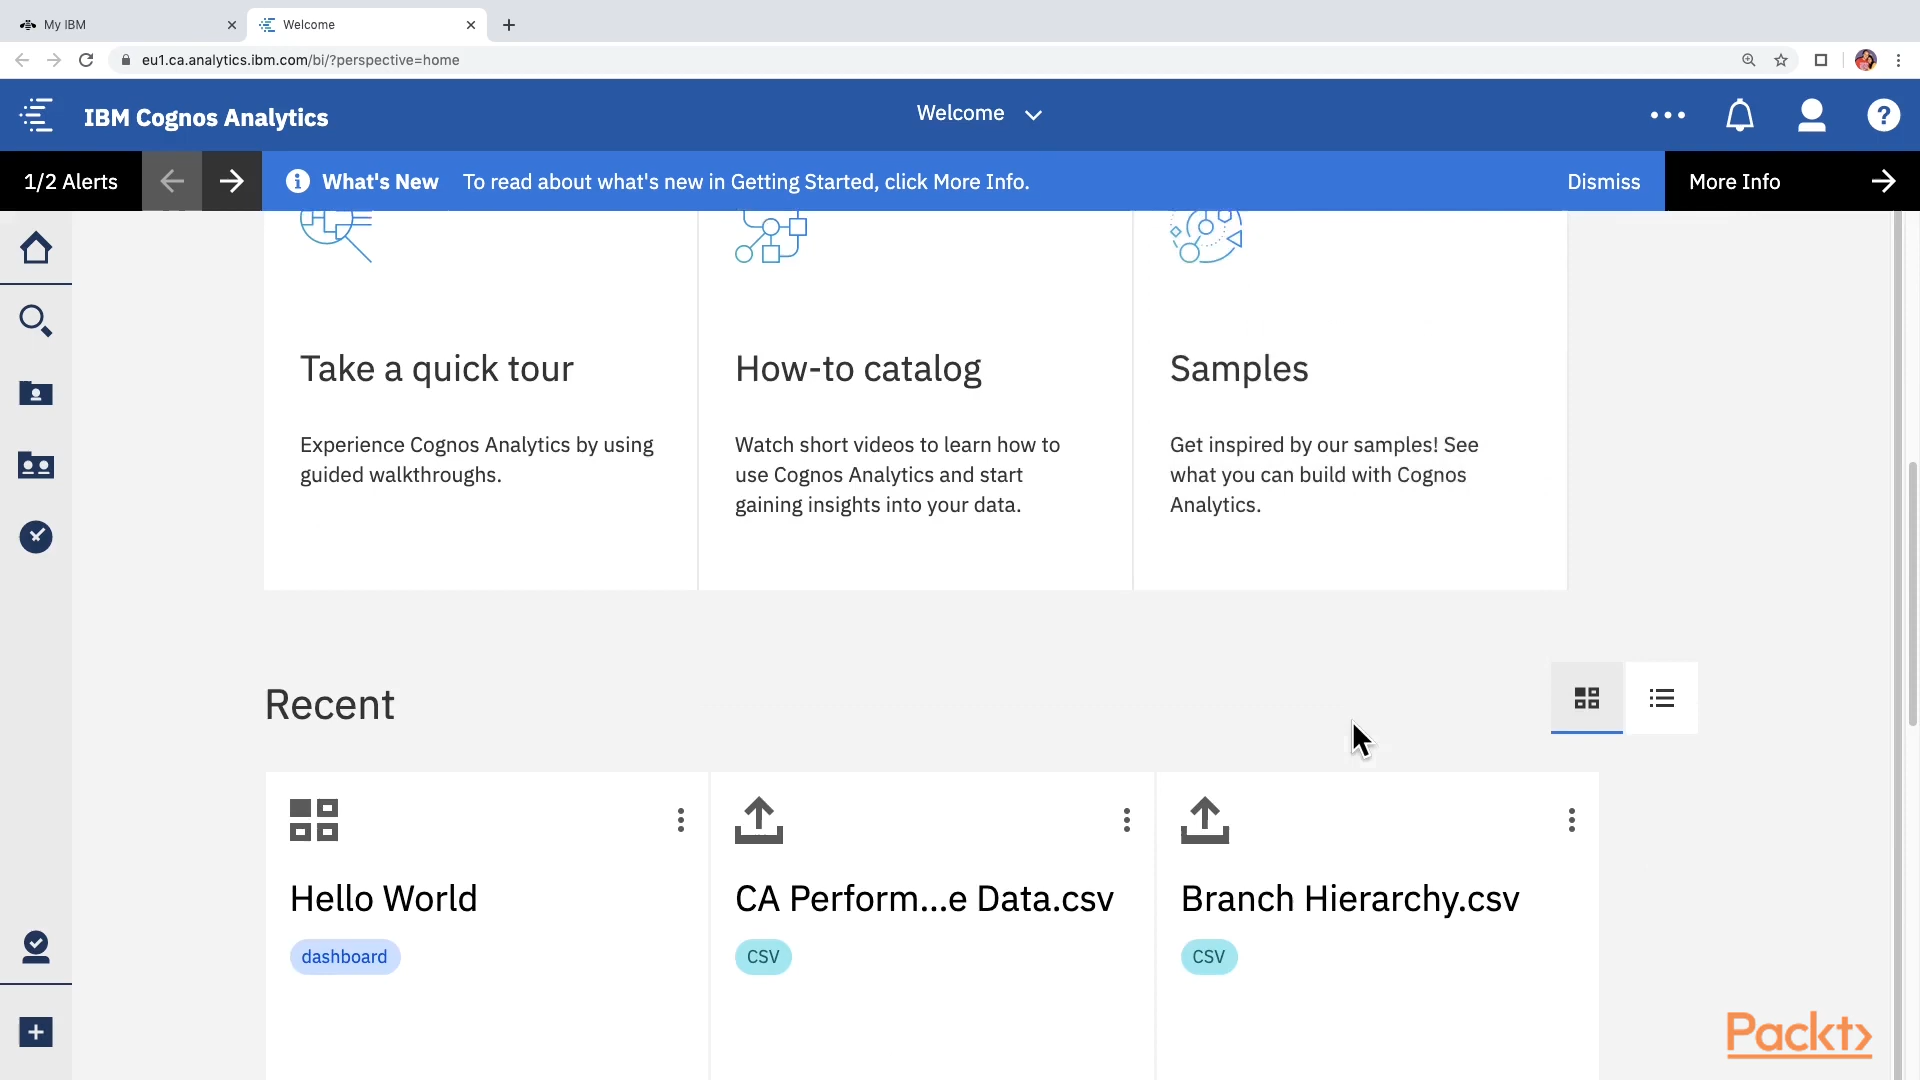 My IBM
Welcome
eu1.ca.analytics.ibm.com/bi/?perspective=home
IBM Cognos Analytics
Welcome
1/2 Alerts
What's New To read about what's new in Getting Started, click More Info.
Dismiss
More Info
Take a quick tour
Experience Cognos Analytics by using
guided walkthroughs.
How-to catalog
Watch short videos to learn how to
use Cognos Analytics and start
gaining insights into your data.
Samples
Get inspired by our samples! See
what you can build with Cognos
Analytics.
Recent
Hello World
dashboard
CA Perform...e Data.csv
CSV
Branch Hierarchy.csv
CSV
Packt>